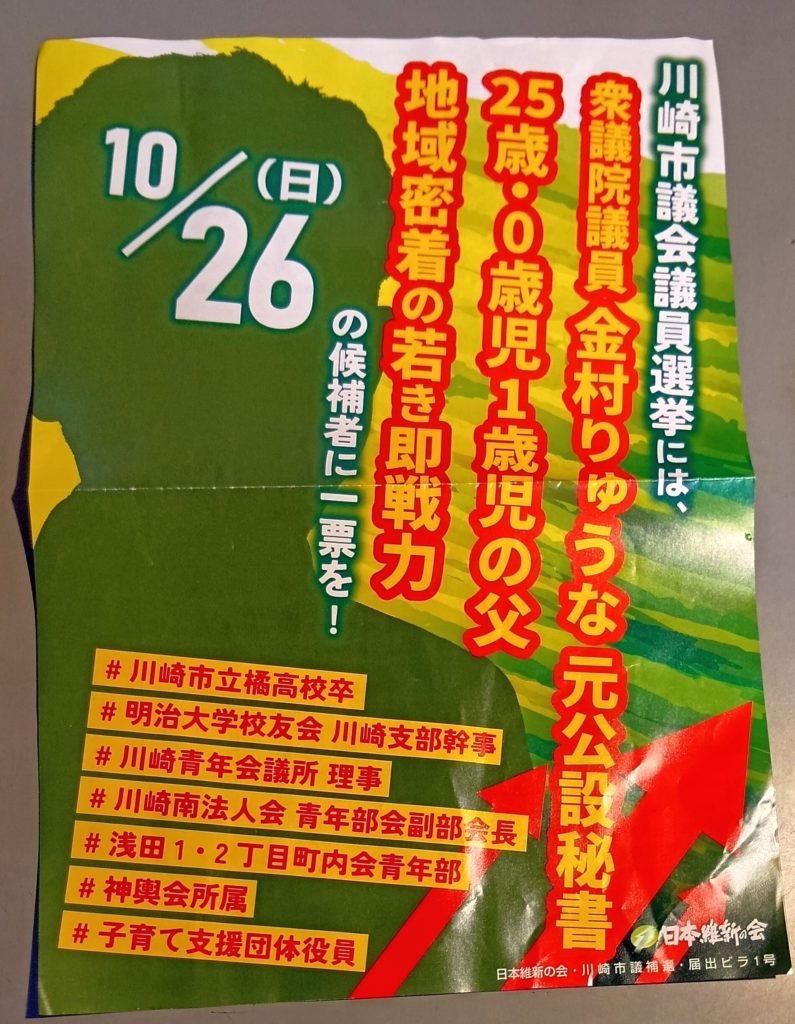 川崎市議会議員選挙には、
衆議院議員 金村りゅうな 元公設秘書
25歳・0歳児1歳児の父
地域密着の若き即戦力
10/26(日)
の候補者に一票を！
# 川崎市立橘高校卒
# 明治大学校友会 川崎支部幹事
# 川崎青年会議所 理事
# 川崎南法人会 青年部会副部会長
# 浅田1・2丁目町内会青年部
# 神輿会所属
# 子育て支援団体役員
日本維新の会
日本維新の会・川崎市議補選・届出ビラ1号